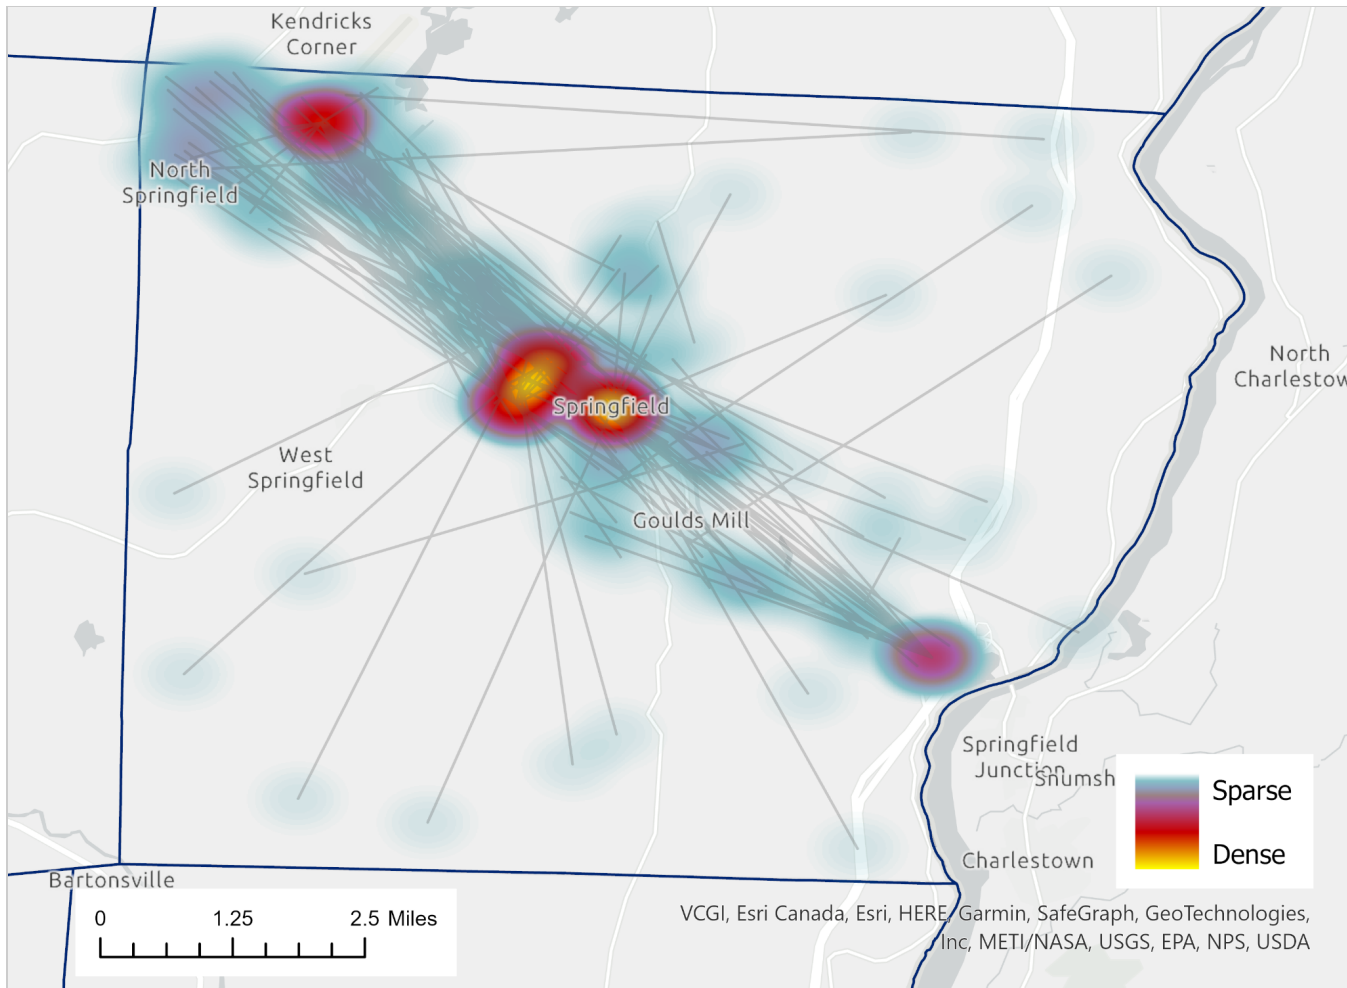 Kendricks
Corner
North
Springfield
North
Charlestow
Springfield
West
Springfield
Goulds Mill
Springfield
Junction
Snumsh
Sparse
Dense
Charlestown
Bartonsville
0 1.25 2.5 Miles
VCGI, Esri Canada, Esri, HERE, Garmin, SafeGraph, GeoTechnologies,
Inc, METI/NASA, USGS, EPA, NPS, USDA